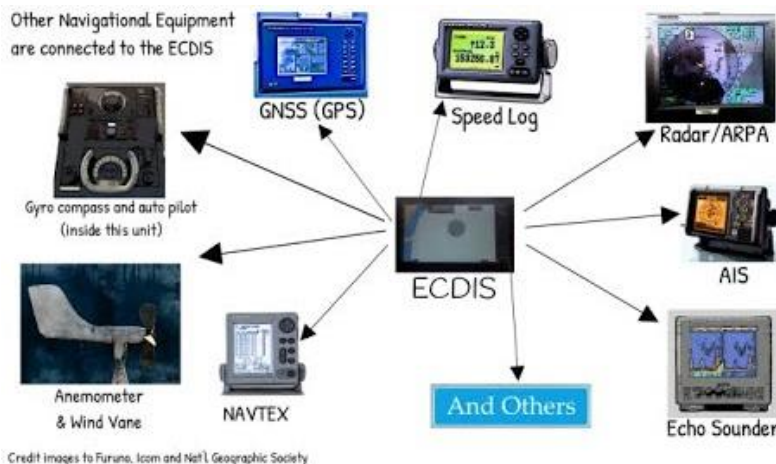 Other Navigational Equipment
are connected to the ECDIS
GNSS (GPS)
Speed Log
Radar/ARPA
Gyro compass and auto pilot
(inside this unit)
ECDIS
AIS
Anemometer
& Wind Vane
NAVTEX
And Others
Echo Sounder
Credit images to Furuno, Icom and Nat'l Geographic Society